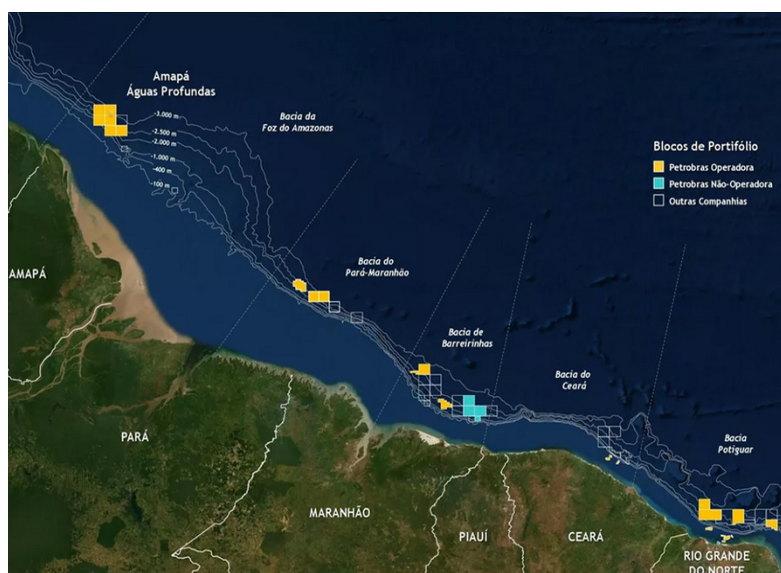 Amapá
Águas Profundas
-3.000 m
-2.500 m
-2.000 m
-1.000 m
-400 m
-100 m
Bacia da
Foz do Amazonas
Blocos de Portifólio
Petrobras Operadora
Petrobras Não-Operadora
Outras Companhias
AMAPÁ
Bacia do
Pará-Maranhão
Bacia de
Barreirinhas
Bacia do
Ceará
Bacia
Potiguar
PARÁ
MARANHÃO
PIAUÍ
CEARÁ
RIO GRANDE
DO NORTE